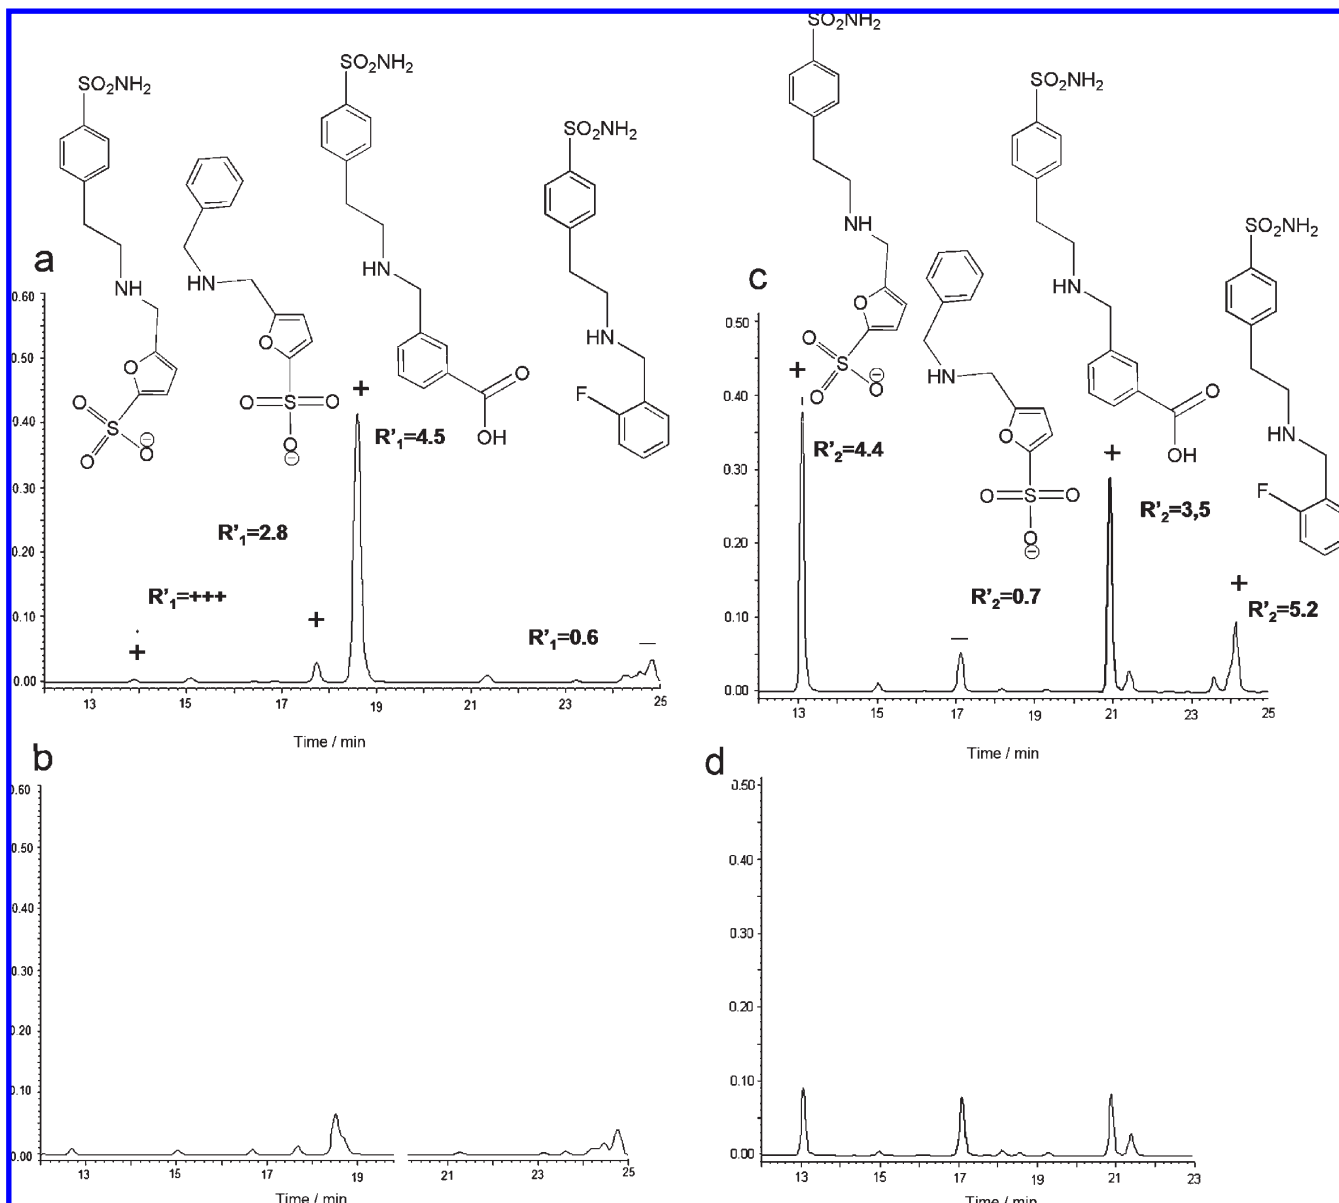 a
SO₂NH₂
NH
O
O
S
O
O
⊖
NH
O
O
S
O
O
⊖
SO₂NH₂
HN
O
OH
SO₂NH₂
HN
F
0.60
0.50
0.40
0.30
0.20
0.10
0.00
+
R'₁=4.5
R'₁=2.8
R'₁=+++
+
+
R'₁=0.6
–
13 15 17 19 21 23 25
Time / min
b
0.60
0.50
0.40
0.30
0.20
0.10
0.00
13 15 17 19 21 23 25
Time / min
c
SO₂NH₂
NH
O
O
S
O
O
⊖
HN
O
O
S
O
O
⊖
SO₂NH₂
HN
O
OH
SO₂NH₂
HN
F
0.50
0.40
0.30
0.20
0.10
0.00
+
R'₂=4.4
+
R'₂=3,5
R'₂=0.7
–
+
R'₂=5.2
13 15 17 19 21 23 25
Time / min
d
0.50
0.40
0.30
0.20
0.10
0.00
13 15 17 19 21 23
Time / min